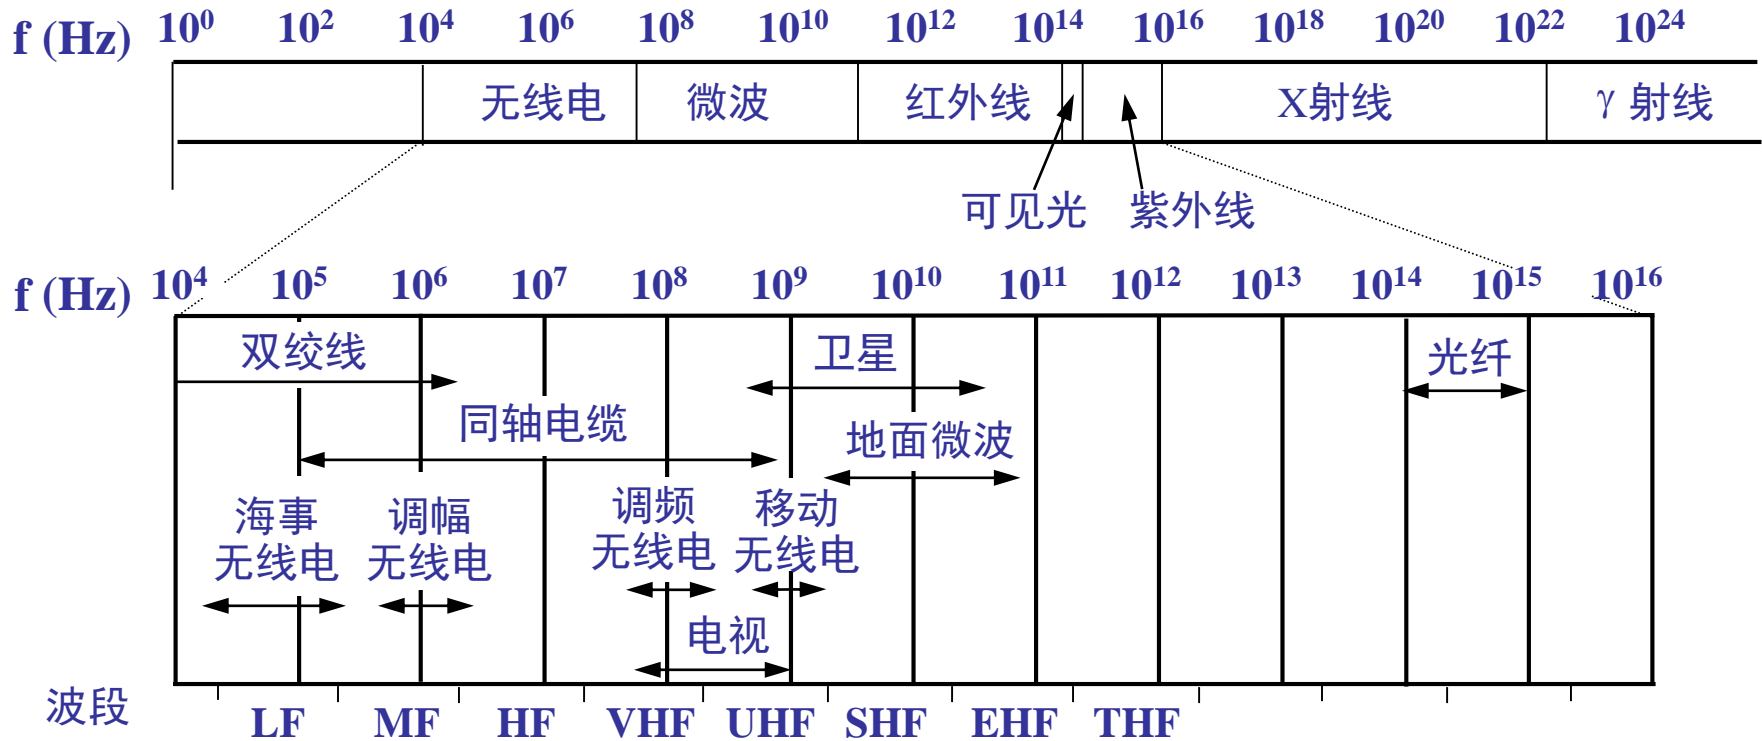 f (Hz) 10⁰ 10² 10⁴ 10⁶ 10⁸ 10¹⁰ 10¹² 10¹⁴ 10¹⁶ 10¹⁸ 10²⁰ 10²² 10²⁴
无线电 微波 红外线 X射线 γ 射线
可见光 紫外线
f (Hz) 10⁴ 10⁵ 10⁶ 10⁷ 10⁸ 10⁹ 10¹⁰ 10¹¹ 10¹² 10¹³ 10¹⁴ 10¹⁵ 10¹⁶
双绞线 卫星 光纤
同轴电缆 地面微波
海事 调幅 调频 移动
无线电 无线电 无线电 无线电
电视
波段 LF MF HF VHF UHF SHF EHF THF